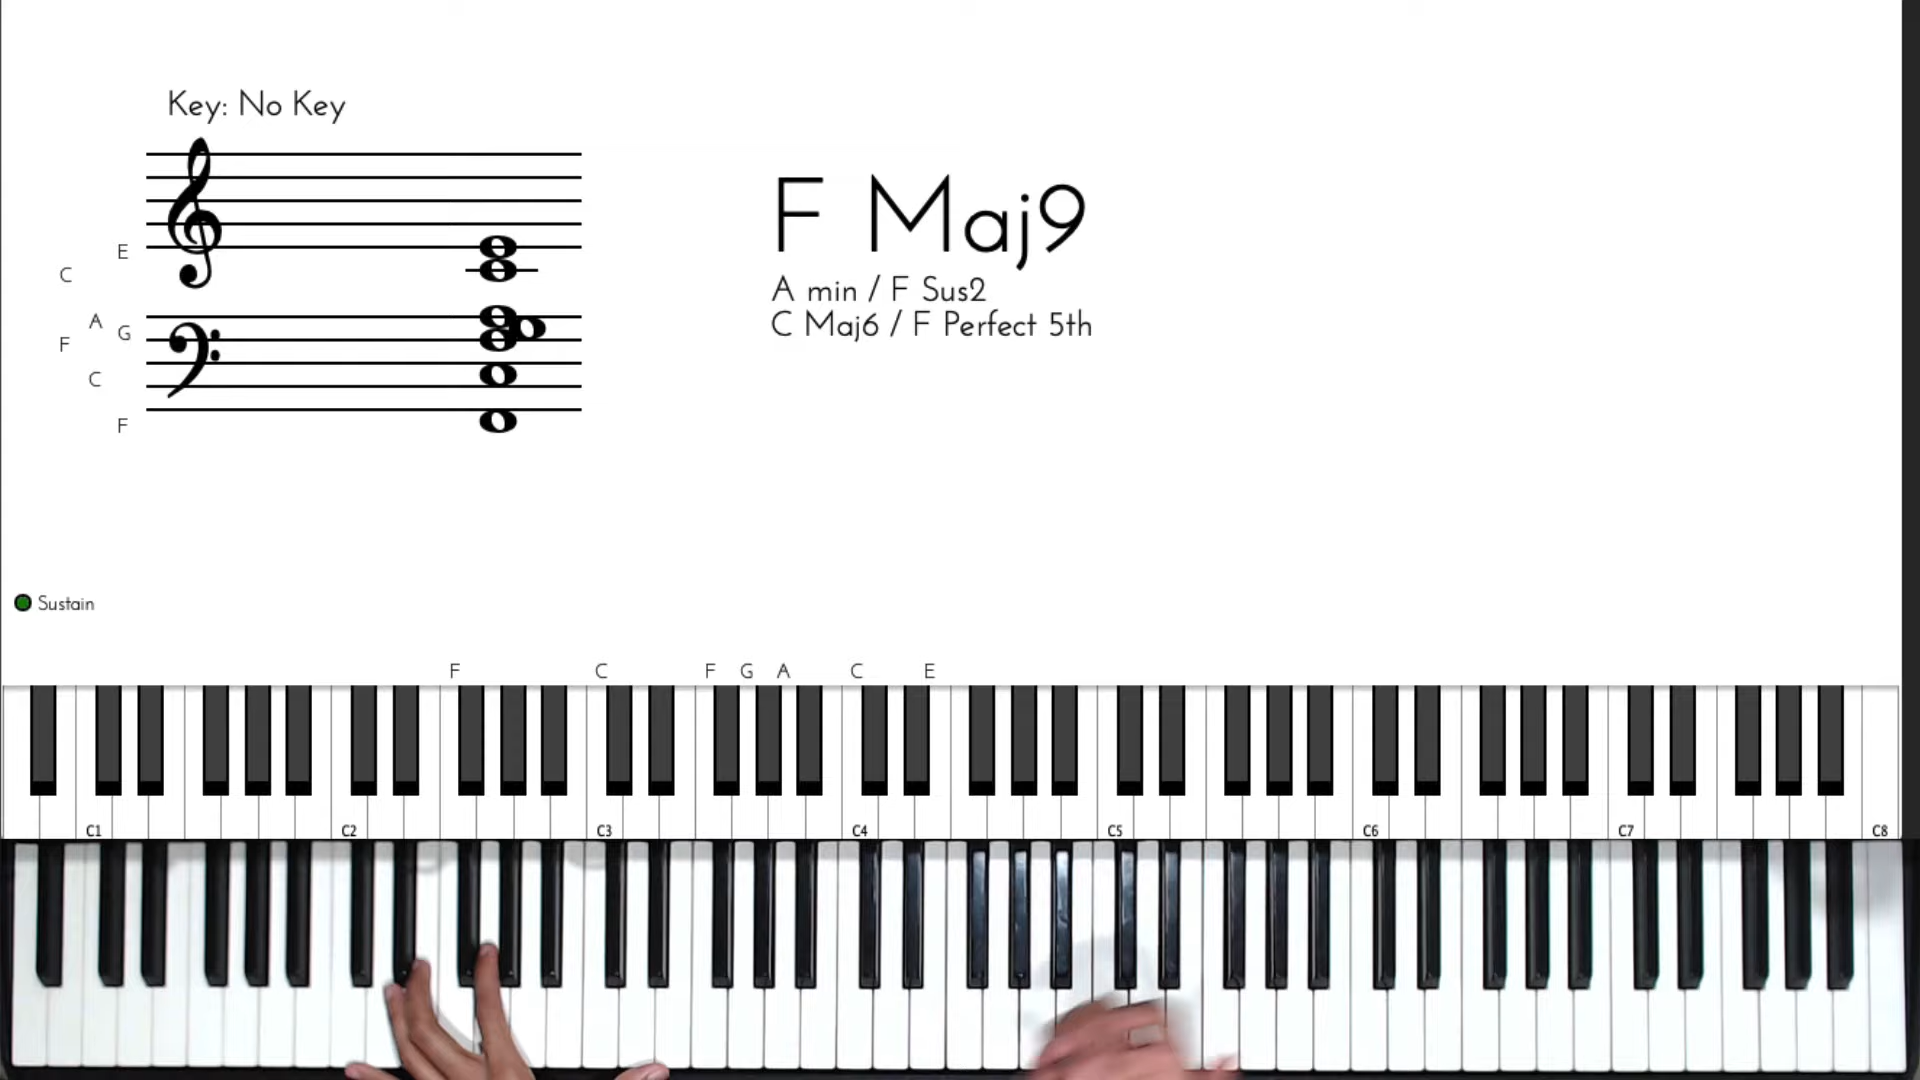 Key: No Key
F Maj9
A min / F Sus2
C Maj6 / F Perfect 5th
E
C
A
G
F
C
F
Sustain
F C F G A C E
C1 C2 C3 C4 C5 C6 C7 C8